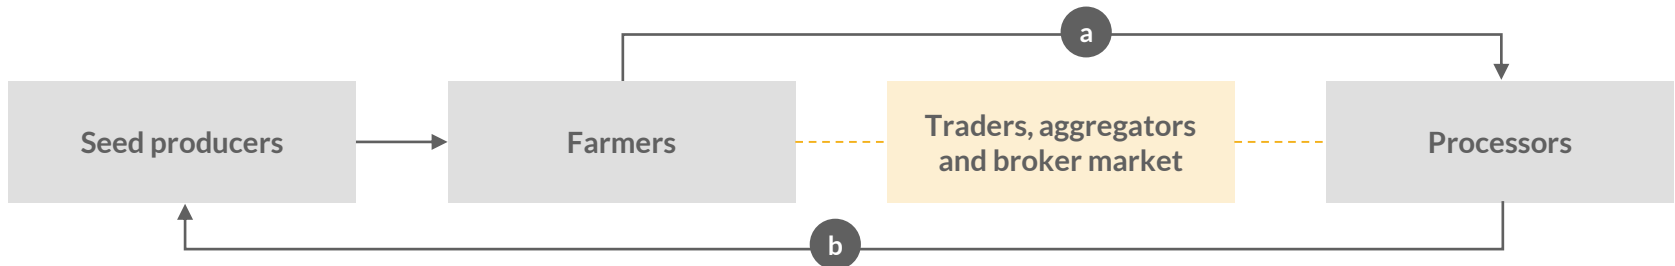 a
Seed producers
Farmers
Traders, aggregators
and broker market
Processors
b